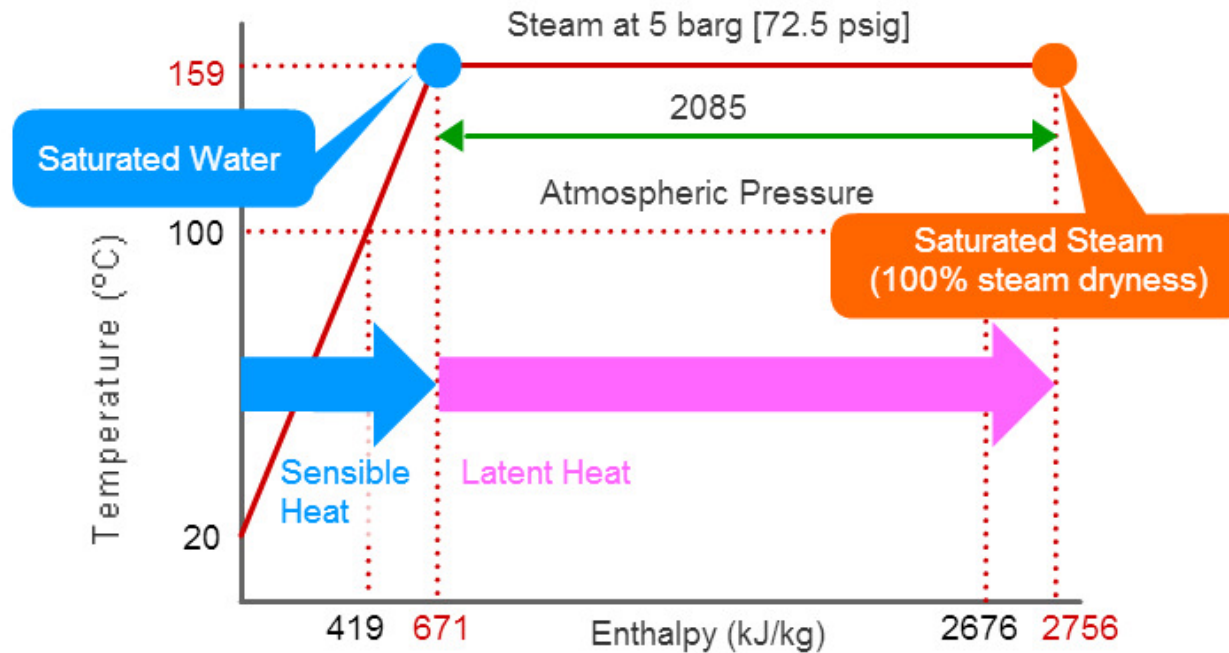 Steam at 5 barg [72.5 psig]
159
2085
Saturated Water
Atmospheric Pressure
100
Saturated Steam
(100% steam dryness)
Temperature (ºC)
Sensible
Heat
Latent Heat
20
419
671
Enthalpy (kJ/kg)
2676
2756